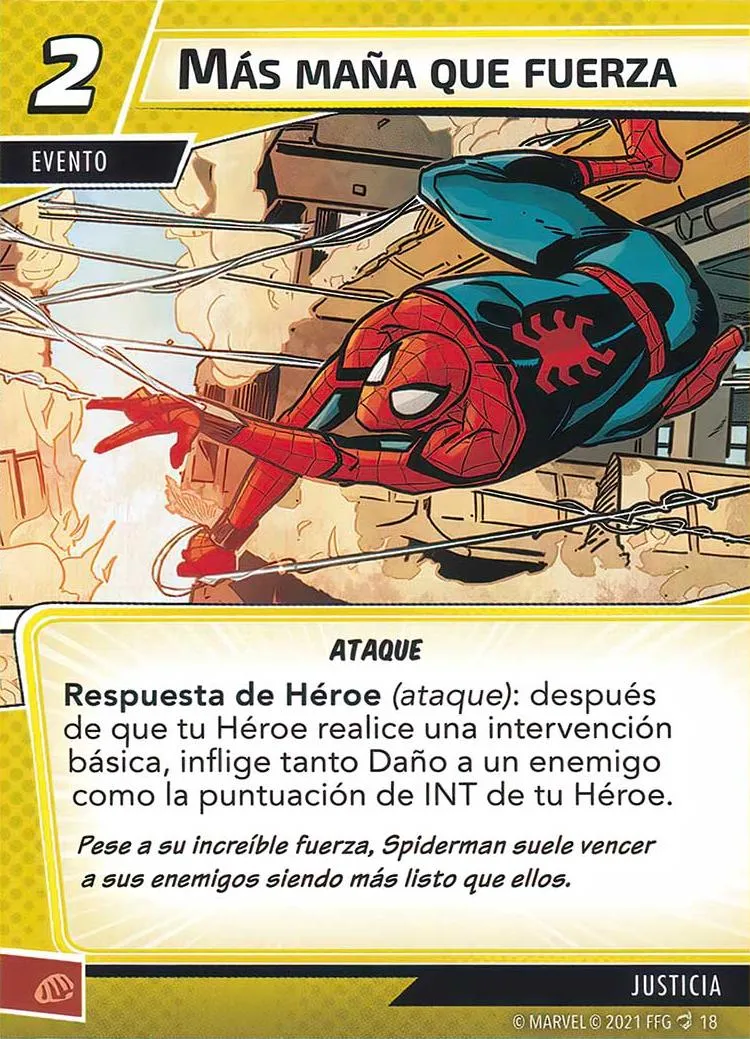 2
MÁS MAÑA QUE FUERZA
EVENTO
ATAQUE
Respuesta de Héroe (ataque): después
de que tu Héroe realice una intervención
básica, inflige tanto Daño a un enemigo
como la puntuación de INT de tu Héroe.
Pese a su increíble fuerza, Spiderman suele vencer
a sus enemigos siendo más listo que ellos.
JUSTICIA
© MARVEL © 2021 FFG 18